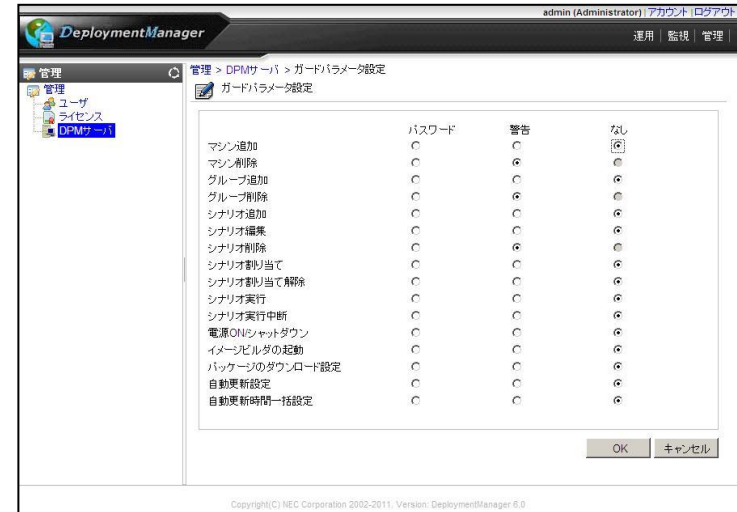 admin (Administrator) | アカウント | ログアウト
DeploymentManager
運用 | 監視 | 管理 |
管理
管理
ユーザ
ライセンス
DPMサーバ
管理 > DPMサーバ > ガードパラメータ設定
ガードパラメータ設定
パスワード 警告 なし
マシン追加
マシン削除
グループ追加
グループ削除
シナリオ追加
シナリオ編集
シナリオ削除
シナリオ割り当て
シナリオ割り当て解除
シナリオ実行
シナリオ実行中断
電源ON/シャットダウン
イメージビルダの起動
パッケージのダウンロード設定
自動更新設定
自動更新時間一括設定
OK キャンセル
Copyright(C) NEC Corporation 2002-2011. Version: DeploymentManager 6.0